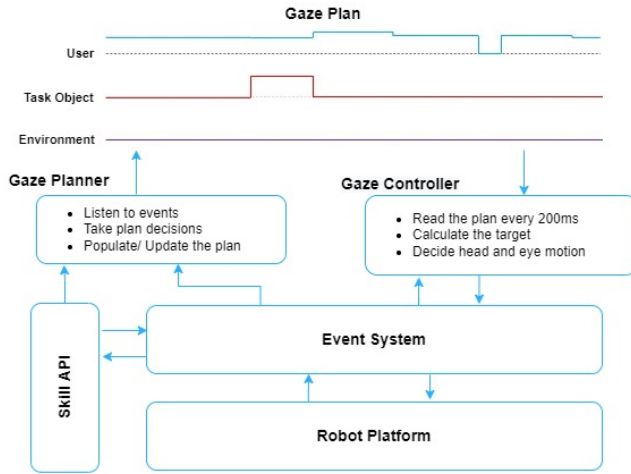 Gaze Plan
User
Task Object
Environment
Gaze Planner
Gaze Controller
Listen to events
Take plan decisions
Populate/ Update the plan
Read the plan every 200ms
Calculate the target
Decide head and eye motion
Skill API
Event System
Robot Platform